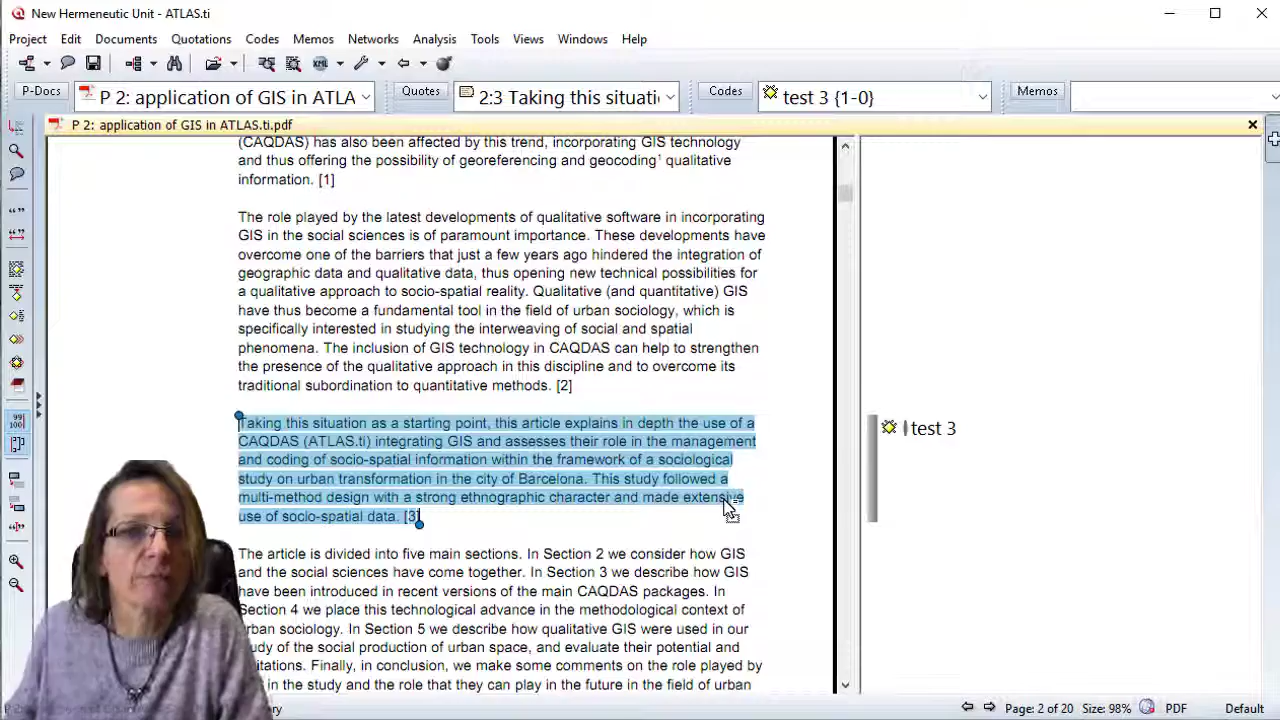 New Hermeneutic Unit - ATLAS.ti
Project Edit Documents Quotations Codes Memos Networks Analysis Tools Views Windows Help
P-Docs P 2: application of GIS in ATLA Quotes 2:3 Taking this situati Codes test 3 {1-0} Memos
P 2: application of GIS in ATLAS.ti.pdf
(CAQDAS) has also been affected by this trend, incorporating GIS technology
and thus offering the possibility of georeferencing and geocoding¹ qualitative
information. [1]
The role played by the latest developments of qualitative software in incorporating
GIS in the social sciences is of paramount importance. These developments have
overcome one of the barriers that just a few years ago hindered the integration of
geographic data and qualitative data, thus opening new technical possibilities for
a qualitative approach to socio-spatial reality. Qualitative (and quantitative) GIS
have thus become a fundamental tool in the field of urban sociology, which is
specifically interested in studying the interweaving of social and spatial
phenomena. The inclusion of GIS technology in CAQDAS can help to strengthen
the presence of the qualitative approach in this discipline and to overcome its
traditional subordination to quantitative methods. [2]
Taking this situation as a starting point, this article explains in depth the use of a
CAQDAS (ATLAS.ti) integrating GIS and assesses their role in the management
and coding of socio-spatial information within the framework of a sociological
study on urban transformation in the city of Barcelona. This study followed a
multi-method design with a strong ethnographic character and made extensive
use of socio-spatial data. [3]
test 3
The article is divided into five main sections. In Section 2 we consider how GIS
and the social sciences have come together. In Section 3 we describe how GIS
have been introduced in recent versions of the main CAQDAS packages. In
Section 4 we place this technological advance in the methodological context of
urban sociology. In Section 5 we describe how qualitative GIS were used in our
study of the social production of urban space, and evaluate their potential and
limitations. Finally, in conclusion, we make some comments on the role played by
in the study and the role that they can play in the future in the field of urban
Page: 2 of 20 Size: 98% PDF Default